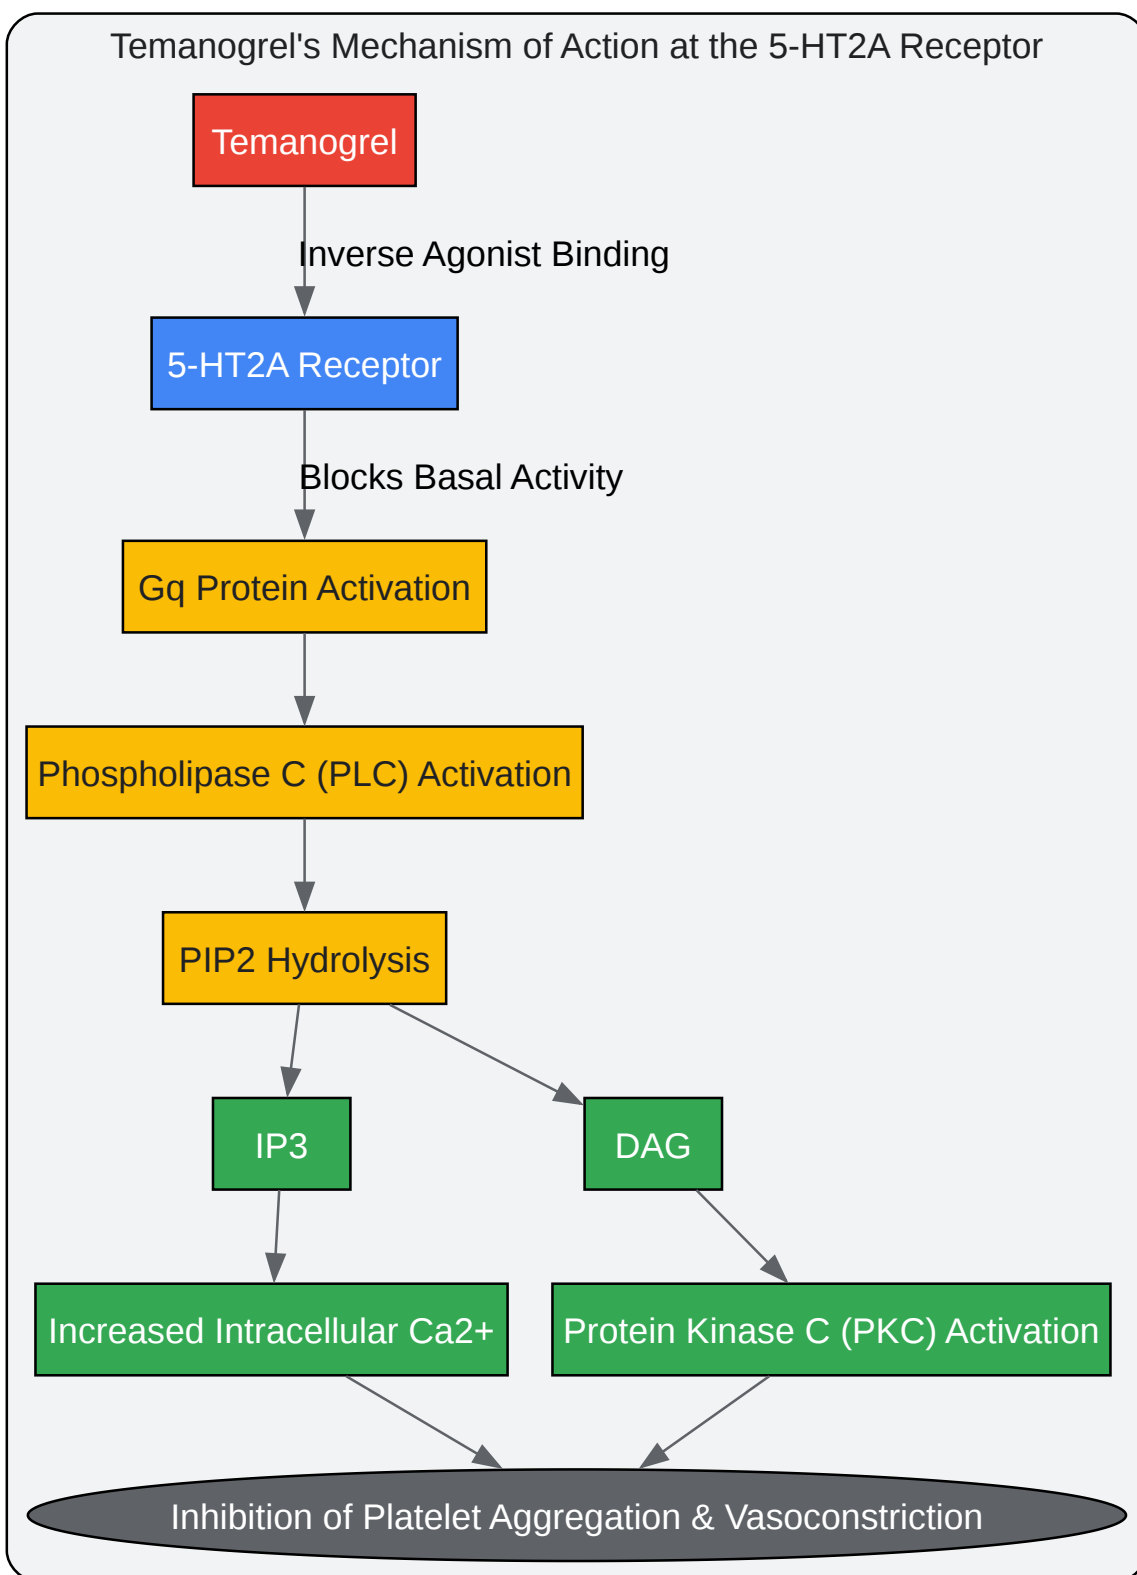 Temanogrel's Mechanism of Action at the 5-HT2A Receptor
Temanogrel
Inverse Agonist Binding
5-HT2A Receptor
Blocks Basal Activity
Gq Protein Activation
Phospholipase C (PLC) Activation
PIP2 Hydrolysis
IP3
DAG
Increased Intracellular Ca2+
Protein Kinase C (PKC) Activation
Inhibition of Platelet Aggregation & Vasoconstriction